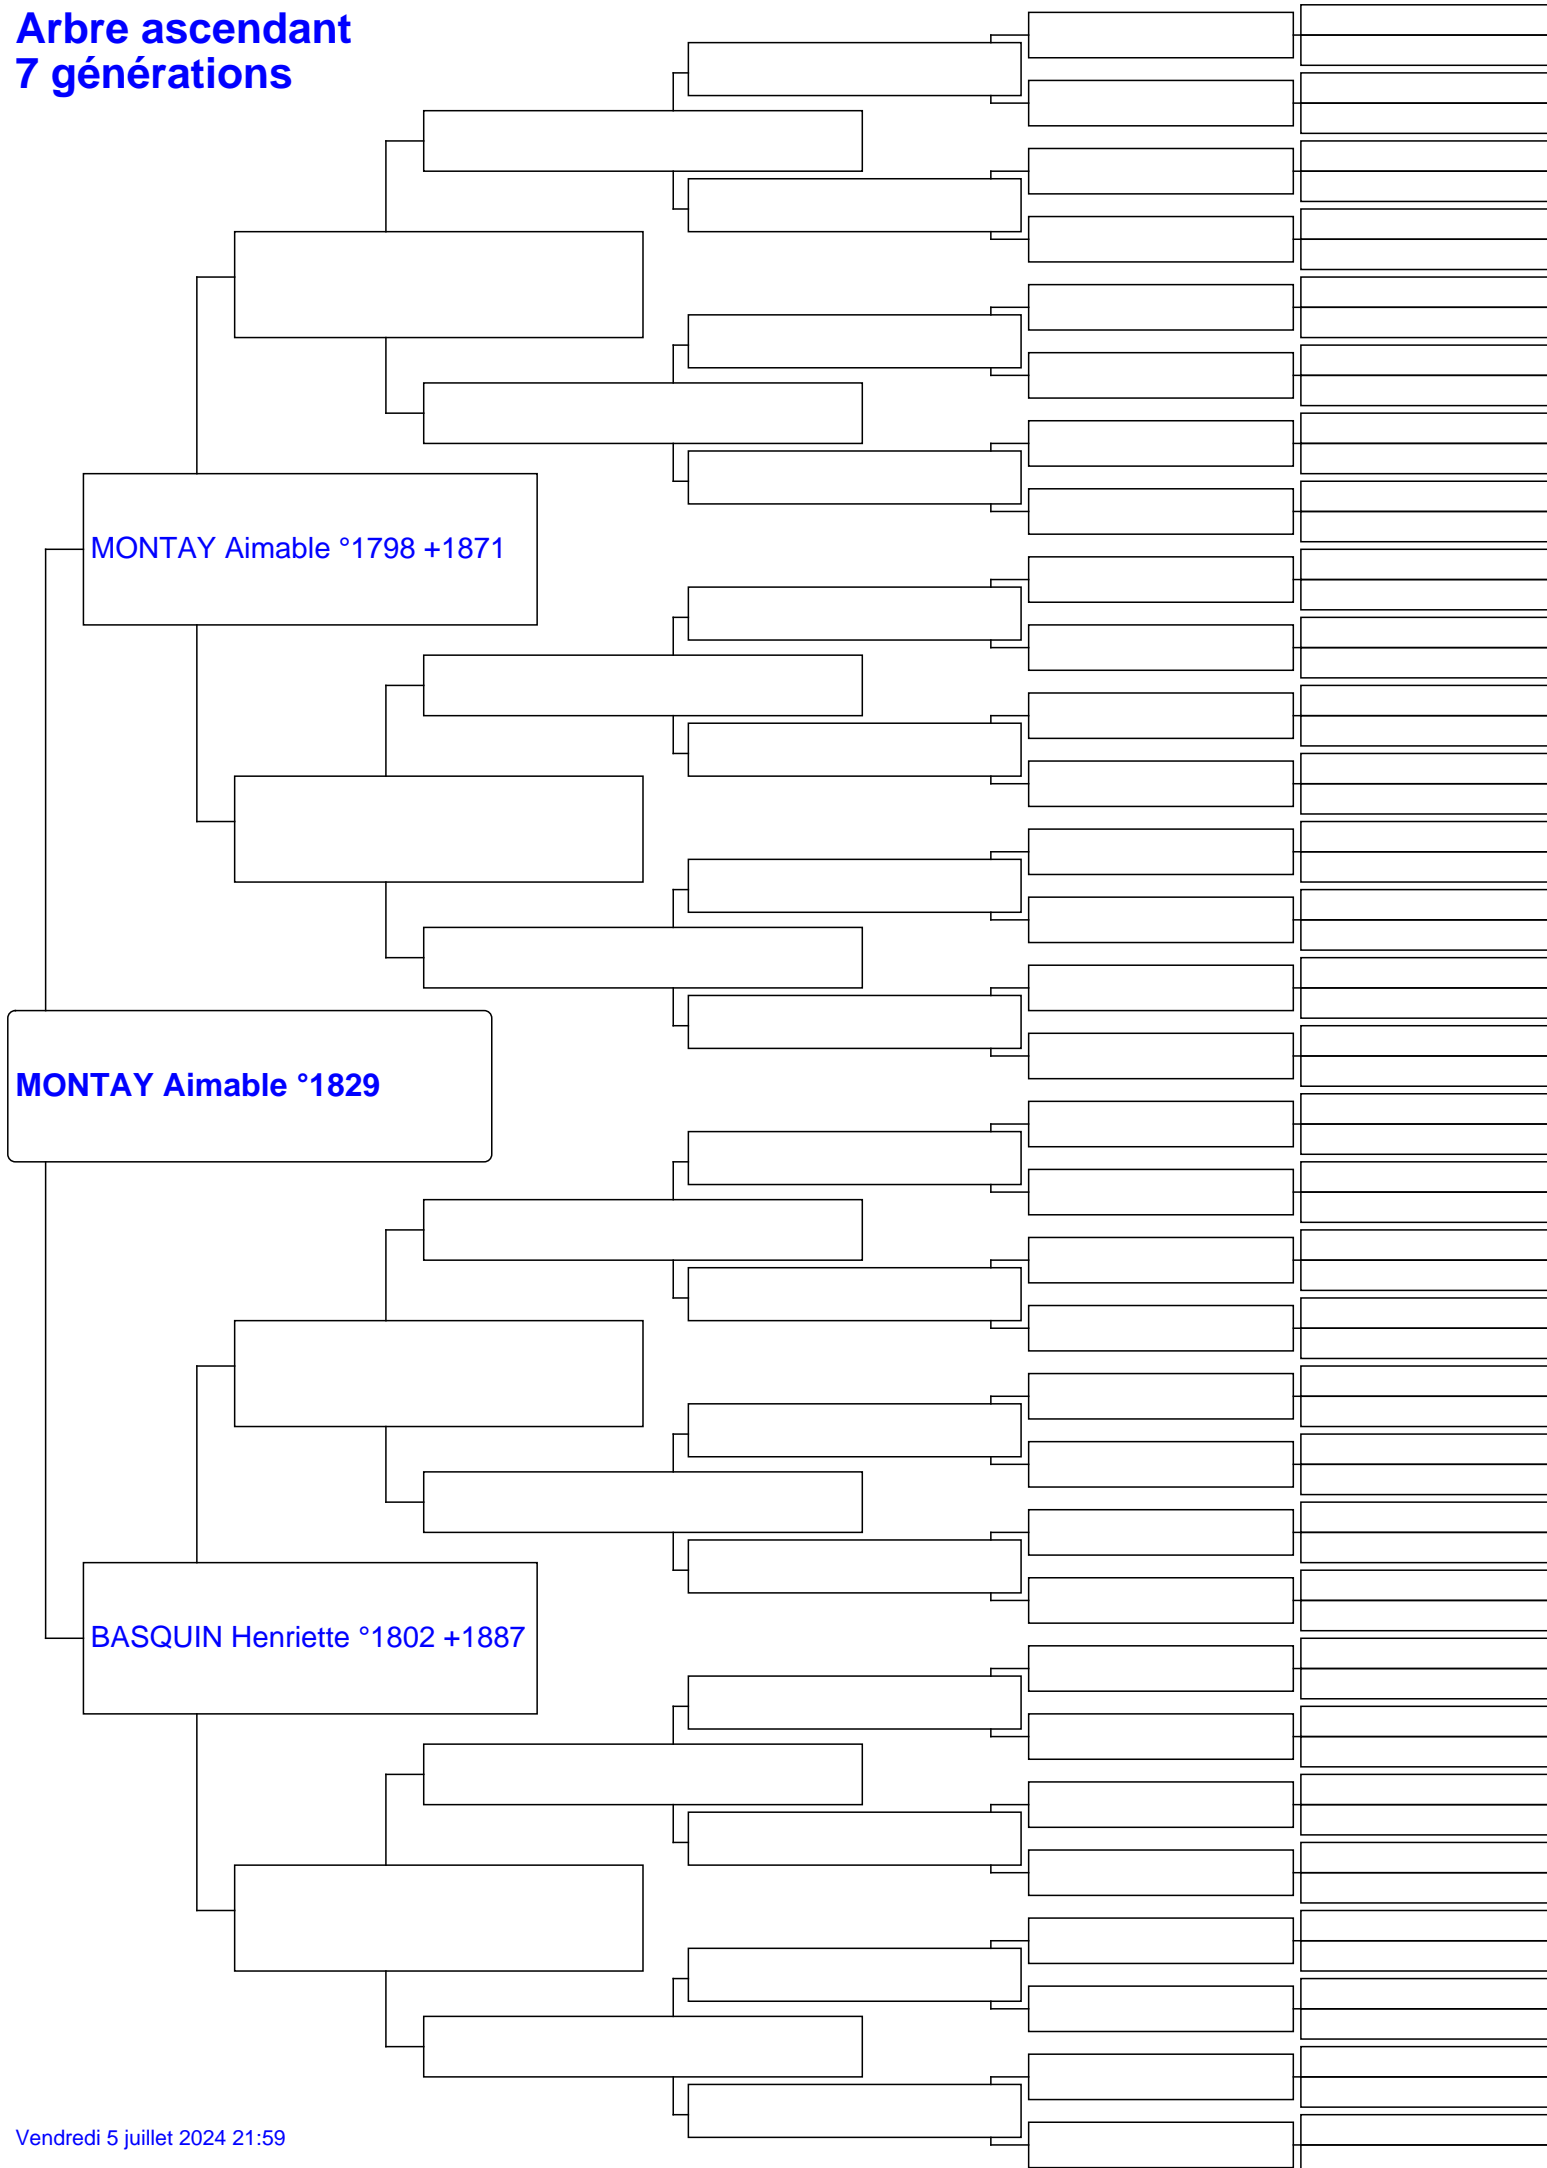 Arbre ascendant
7 générations
MONTAY Aimable °1798 +1871
MONTAY Aimable °1829
BASQUIN Henriette °1802 +1887
Vendredi 5 juillet 2024 21:59